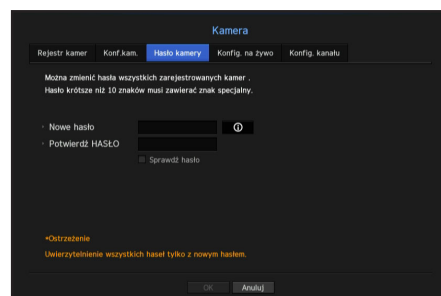 Kamera
Rejestr kamer Konf.kam. Hasło kamery Konfig. na żywo Konfig. kanału
Można zmienić hasła wszystkich zarejestrowanych kamer .
Hasło krótsze niż 10 znaków musi zawierać znak specjalny.
Nowe hasło
Potwierdź HASŁO
Sprawdź hasło
*Ostrzeżenie
Uwierzytelnienie wszystkich haseł tylko z nowym hasłem.
OK Anuluj